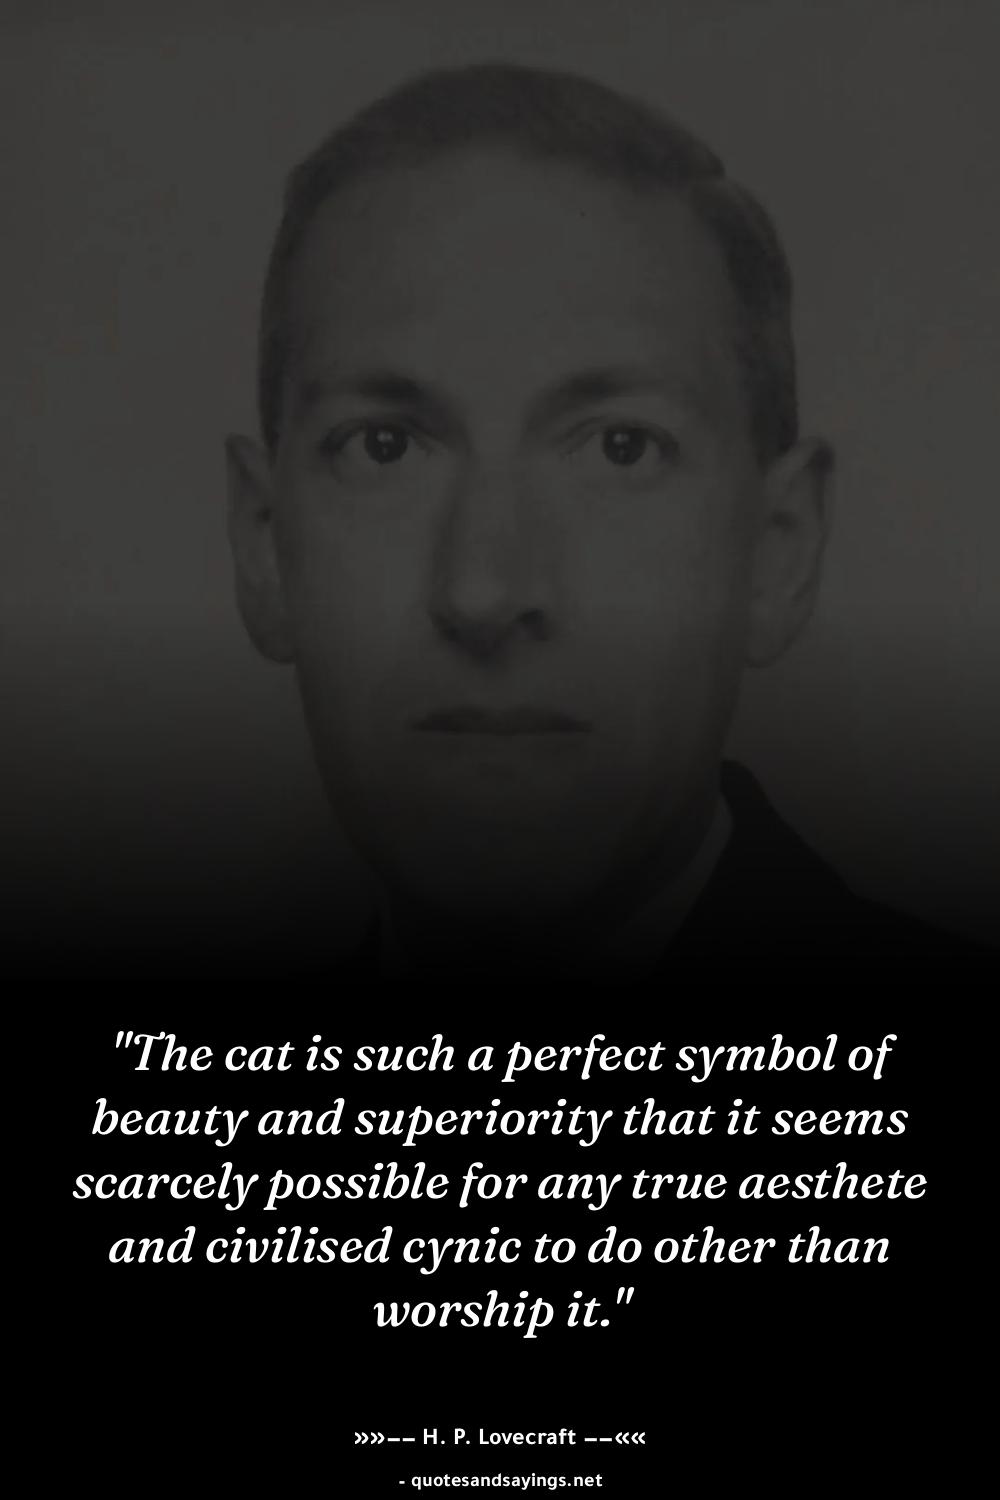 "The cat is such a perfect symbol of
beauty and superiority that it seems
scarcely possible for any true aesthete
and civilised cynic to do other than
worship it."
»»–– H. P. Lovecraft ––««
- quotesandsayings.net